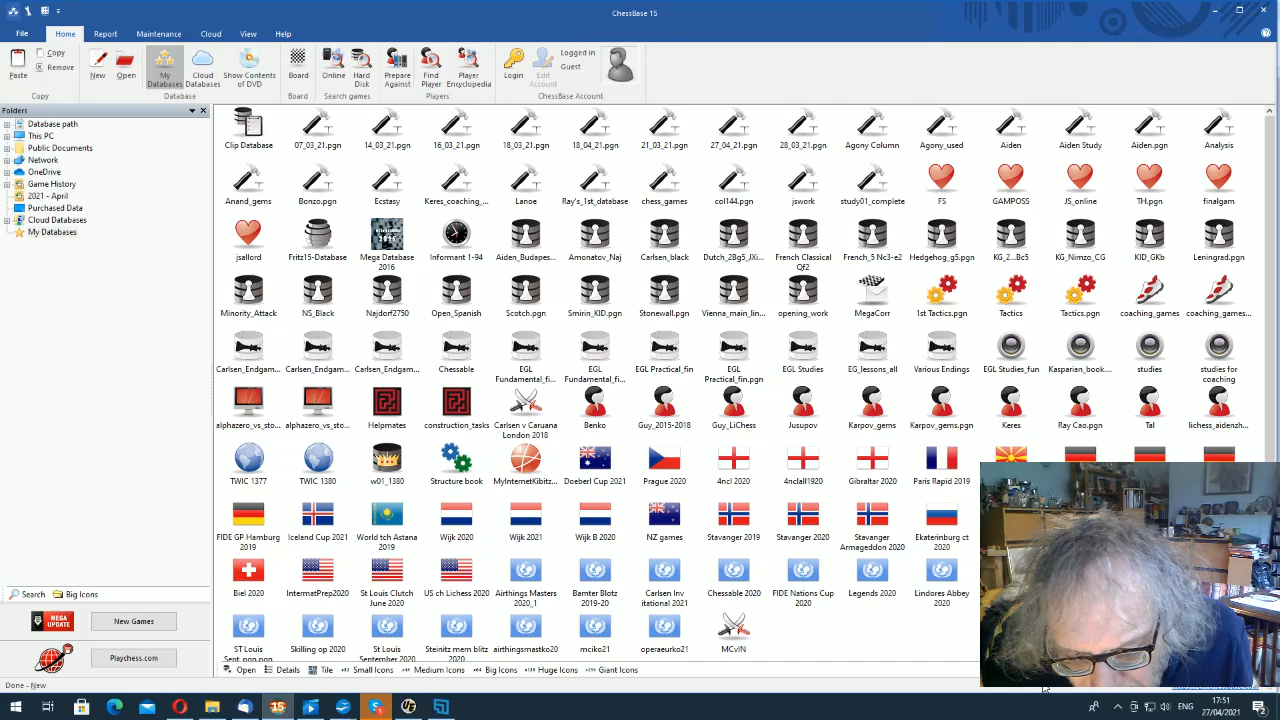 ChessBase 15
File Home Report Maintenance Cloud View Help
Paste
Copy
Remove
Copy
New
Open
My Databases
Cloud Databases
Show Contents of DVD
Database
Board
Board
Online
Hard Disk
Search games
Prepare Against
Find Player
Player Encyclopedia
Players
Login
Edit Account
Logged in
Guest
ChessBase Account
Folders
Database path
This PC
Public Documents
Network
OneDrive
Game History
2021 - April
Purchased Data
Cloud Databases
My Databases
Search Big Icons
MEGA UPDATE
New Games
Playchess.com
Clip Database 07_03_21.pgn 14_03_21.pgn 16_03_21.pgn 18_03_21.pgn 18_04_21.pgn 21_03_21.pgn 27_04_21.pgn 28_03_21.pgn Agony Column Agony_used Aiden Aiden Study Aiden.pgn Analysis
Anand_gems Bonzo.pgn Ecstasy Keres_coaching_... Lanoe Ray's_1st_database chess_games col144.pgn jswork study01_complete FS GAMPOSS JS_online TH.pgn finalgam
jsallord Fritz15-Database Mega Database 2016 Informant 1-94 Aiden_Budapes... Amonatov_Naj Carlsen_black Dutch_2Bg5_JXi... French Classical Qf2 French_5 Nc3-e2 Hedgehog_g5.pgn KG_2...Bc5 KG_Nimzo_CG KID_GKb Leningrad.pgn
Minority_Attack NS_Black Najdorf2750 Open_Spanish Scotch.pgn Smirin_KID.pgn Stonewall.pgn Vienna_main_lin... opening_work MegaCorr 1st Tactics.pgn Tactics Tactics.pgn coaching_games coaching_games...
Carlsen_Endgam... Carlsen_Endgam... Carlsen_Endgam... Chessable EGL Fundamental_fi... EGL Fundamental_fi... EGL Practical_fin EGL Practical_fin.pgn EGL Studies EG_lessons_all Various Endings EGL Studies_fun Kasparian_book.... studies studies for coaching
alphazero_vs_sto... alphazero_vs_sto... Helpmates construction_tasks Carlsen v Caruana London 2018 Benko Guy_2015-2018 Guy_LiChess Jusupov Karpov_gems Karpov_gems.pgn Keres Ray Cao.pgn Tal lichess_aidenzh...
TWIC 1377 TWIC 1380 w01_1380 Structure book MyInternetKibitz... Doeberl Cup 2021 Prague 2020 4ncl 2020 4nclall1920 Gibraltar 2020 Paris Rapid 2019
FIDE GP Hamburg 2019 Iceland Cup 2021 World tch Astana 2019 Wijk 2020 Wijk 2021 Wijk B 2020 NZ games Stavanger 2019 Stavanger 2020 Stavanger Armageddon 2020 Ekaterinburg ct 2020
Biel 2020 IntermatPrep2020 St Louis Clutch June 2020 US ch Lichess 2020 Airthings Masters 2020_1 Bamter Blotz 2019-20 Carlsen Inv itational 2021 Chessable 2020 FIDE Nations Cup 2020 Legends 2020 Lindores Abbey 2020
ST Louis Skilling op 2020 St Louis September 2020 Steinitz mem blitz 2020 airthingsmastko20 mciko21 operaeurko21 MCvIN
Open Details Tile Small Icons Medium Icons Big Icons Huge Icons Giant Icons
Done - New
ENG
17:51
27/04/2021